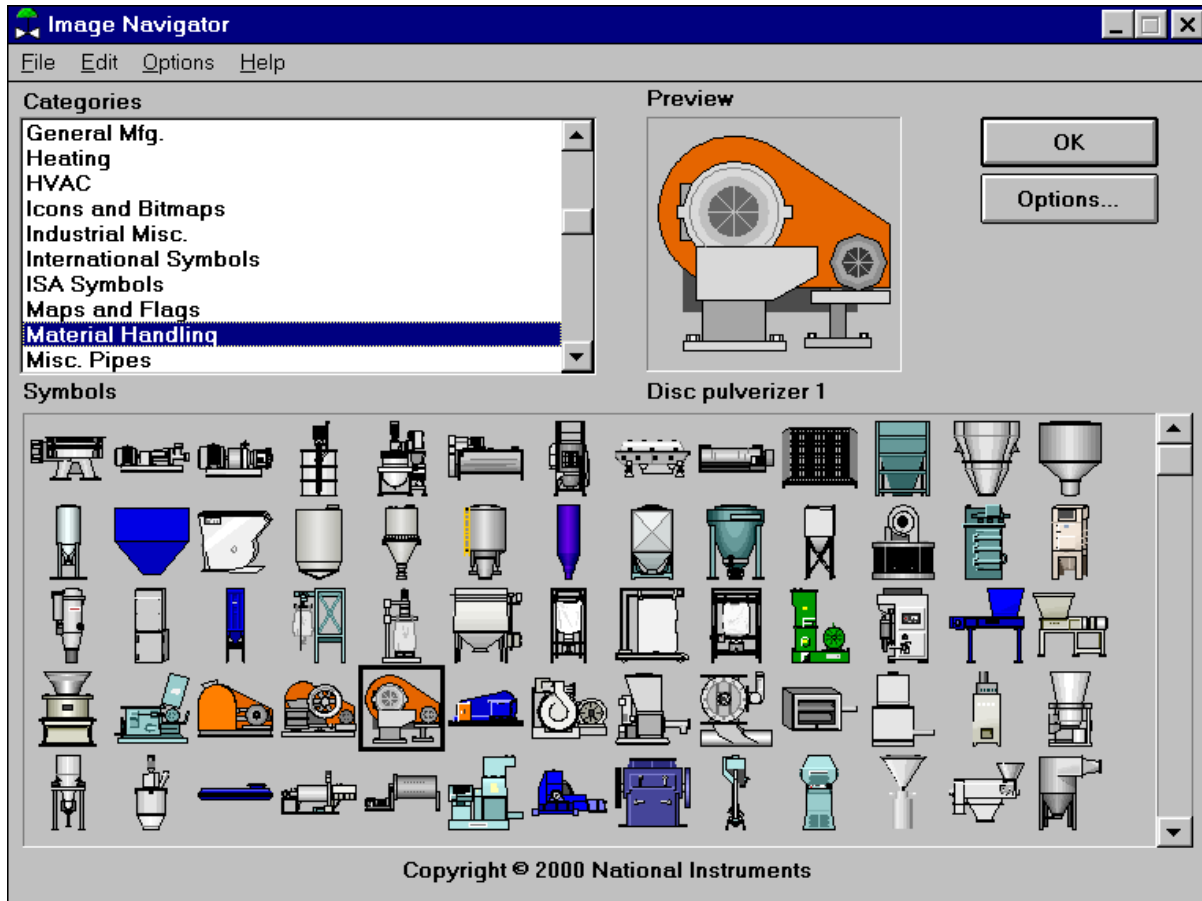 Image Navigator
File Edit Options Help
Categories
General Mfg.
Heating
HVAC
Icons and Bitmaps
Industrial Misc.
International Symbols
ISA Symbols
Maps and Flags
Material Handling
Misc. Pipes
Preview
OK
Options...
Symbols
Disc pulverizer 1
Copyright © 2000 National Instruments